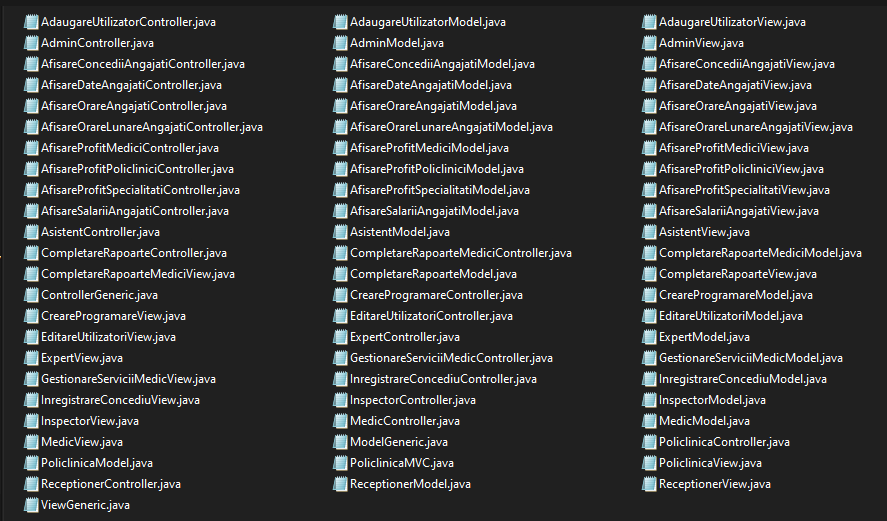 AdaugareUtilizatorController.java AdaugareUtilizatorModel.java AdaugareUtilizatorView.java
AdminController.java AdminModel.java AdminView.java
AfisareConcediiAngajatiController.java AfisareConcediiAngajatiModel.java AfisareConcediiAngajatiView.java
AfisareDateAngajatiController.java AfisareDateAngajatiModel.java AfisareDateAngajatiView.java
AfisareOrareAngajatiController.java AfisareOrareAngajatiModel.java AfisareOrareAngajatiView.java
AfisareOrareLunareAngajatiController.java AfisareOrareLunareAngajatiModel.java AfisareOrareLunareAngajatiView.java
AfisareProfitMediciController.java AfisareProfitMediciModel.java AfisareProfitMediciView.java
AfisareProfitPoliciliniciController.java AfisareProfitPoliciliniciModel.java AfisareProfitPoliciliniciView.java
AfisareProfitSpecialitatiController.java AfisareProfitSpecialitatiModel.java AfisareProfitSpecialitatiView.java
AfisareSalariiAngajatiController.java AfisareSalariiAngajatiModel.java AfisareSalariiAngajatiView.java
AsistentController.java AsistentModel.java AsistentView.java
CompletareRapoarteController.java CompletareRapoarteMediciController.java CompletareRapoarteMediciModel.java
CompletareRapoarteMediciView.java CompletareRapoarteModel.java CompletareRapoarteView.java
ControllerGeneric.java CreareProgramareController.java CreareProgramareModel.java
CreareProgramareView.java EditareUtilizatoriController.java EditareUtilizatoriModel.java
EditareUtilizatoriView.java ExpertController.java ExpertModel.java
ExpertView.java GestionareServiciiMedicController.java GestionareServiciiMedicModel.java
GestionareServiciiMedicView.java InregistrareConcediuController.java InregistrareConcediuModel.java
InregistrareConcediuView.java InspectorController.java InspectorModel.java
InspectorView.java MedicController.java MedicModel.java
MedicView.java ModelGeneric.java PoliclinicaController.java
PoliclinicaModel.java PoliclinicaMVC.java PoliclinicaView.java
ReceptionerController.java ReceptionerModel.java ReceptionerView.java
ViewGeneric.java